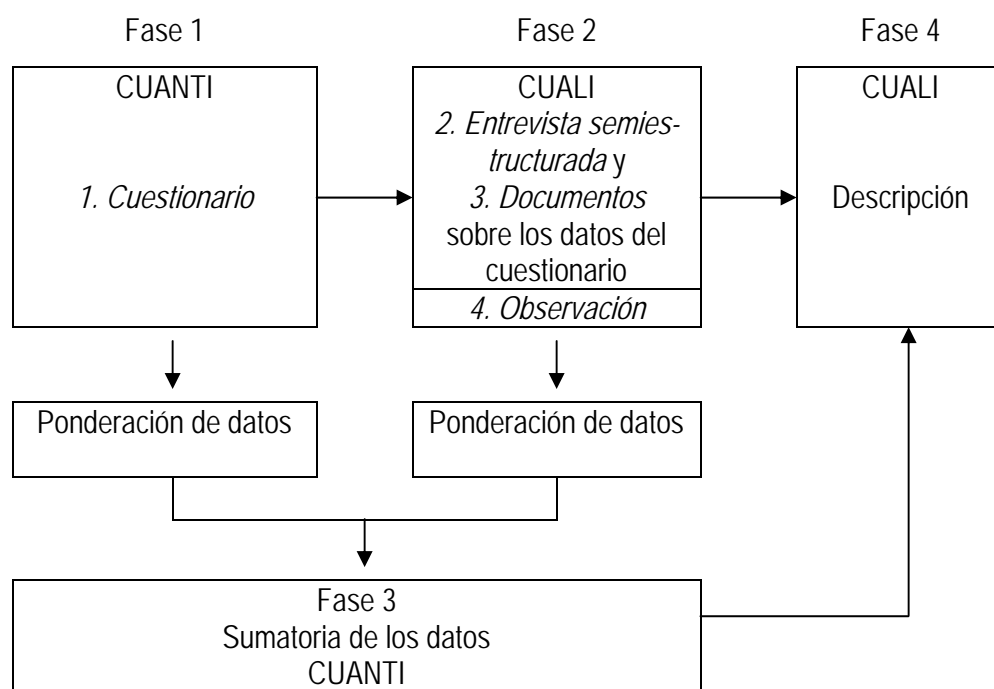 Fase 1
Fase 2
Fase 4
CUANTI
1. Cuestionario
CUALI
2. Entrevista semies-
tructurada y
3. Documentos
sobre los datos del
cuestionario
4. Observación
CUALI
Descripción
Ponderación de datos
Ponderación de datos
Fase 3
Sumatoria de los datos
CUANTI